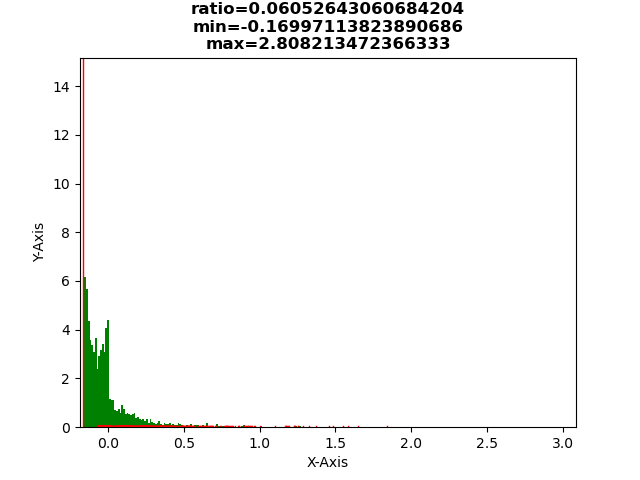 ratio=0.06052643060684204
min=-0.16997113823890686
max=2.808213472366333
14
12
10
8
6
4
2
0
Y-Axis
0.0 0.5 1.0 1.5 2.0 2.5 3.0
X-Axis